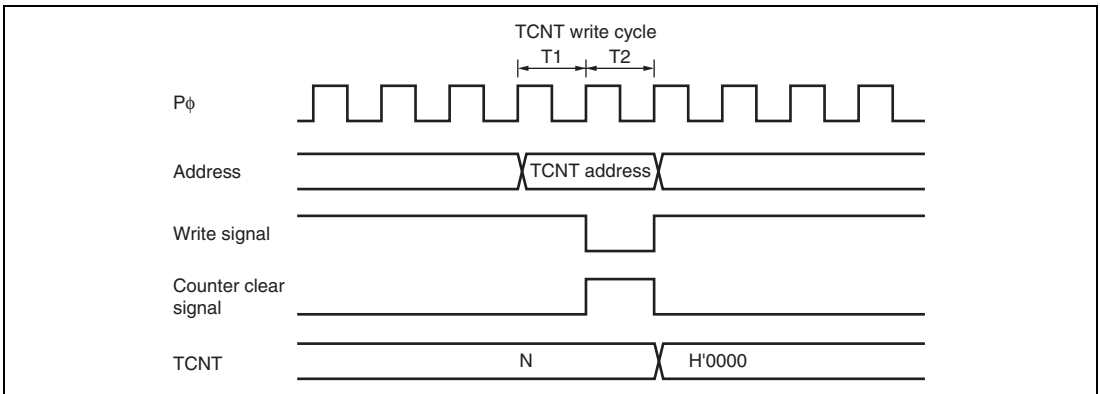 TCNT write cycle
T1 T2
Pϕ
Address
TCNT address
Write signal
Counter clear
signal
TCNT
N
H'0000